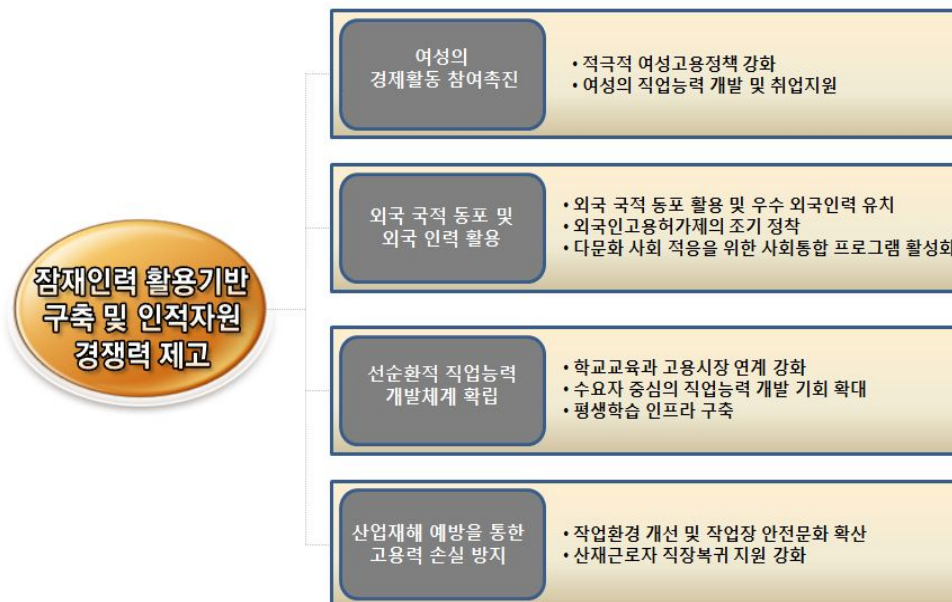 잠재인력 활용기반
구축 및 인적자원
경쟁력 제고
여성의
경제활동 참여촉진
• 적극적 여성고용정책 강화
• 여성의 직업능력 개발 및 취업지원
외국 국적 동포 및
외국 인력 활용
• 외국 국적 동포 활용 및 우수 외국인력 유치
• 외국인고용허가제의 조기 정착
• 다문화 사회 적응을 위한 사회통합 프로그램 활성화
선순환적 직업능력
개발체계 확립
• 학교교육과 고용시장 연계 강화
• 수요자 중심의 직업능력 개발 기회 확대
• 평생학습 인프라 구축
산업재해 예방을 통한
고용력 손실 방지
• 작업환경 개선 및 작업장 안전문화 확산
• 산재근로자 직장복귀 지원 강화